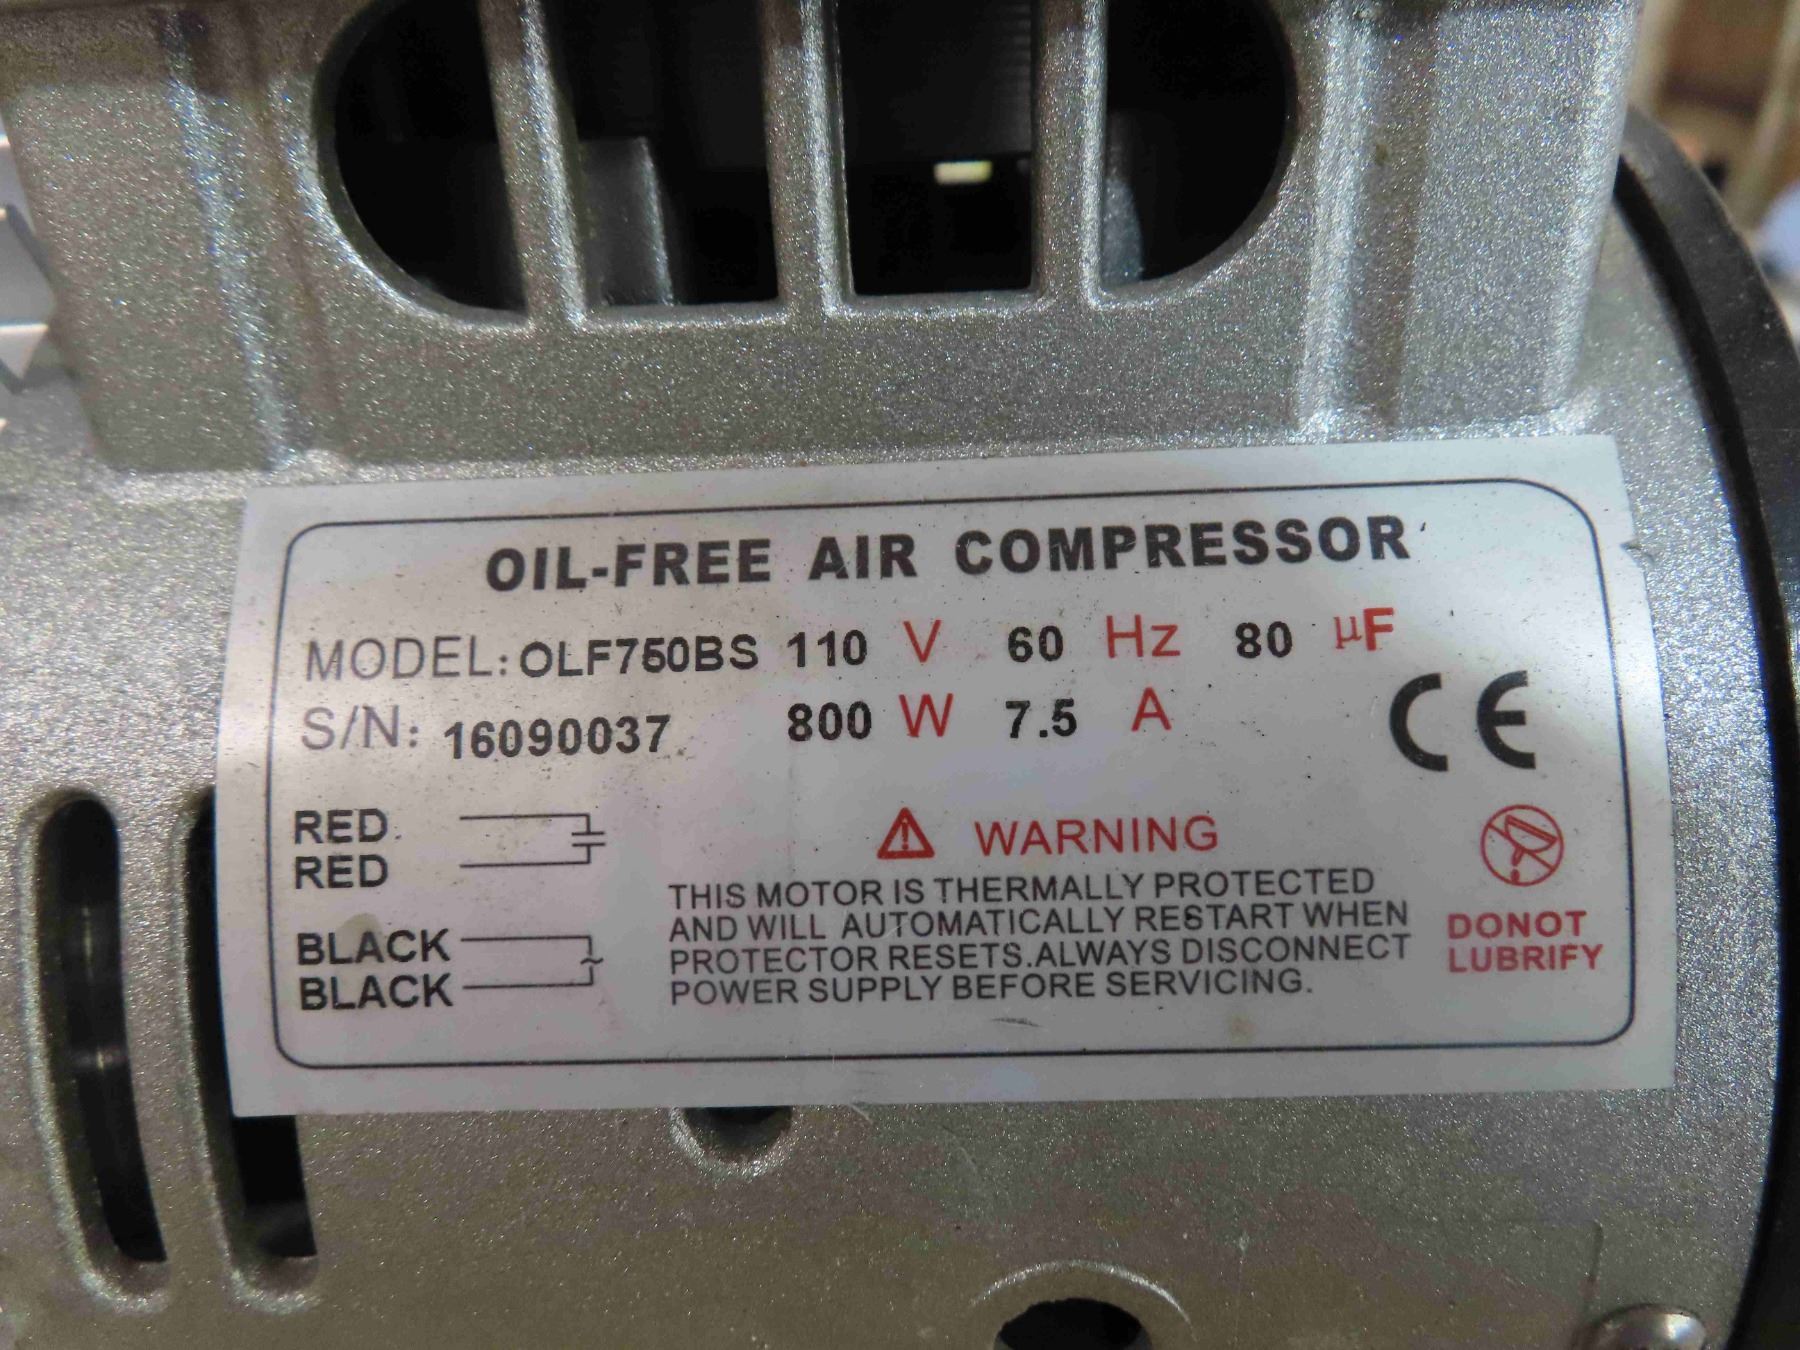 OIL-FREE AIR COMPRESSOR
MODEL: OLF750BS 110 V 60 Hz 80 µF
S/N: 16090037 800 W 7.5 A
CE
RED
RED
BLACK
BLACK
WARNING
THIS MOTOR IS THERMALLY PROTECTED
AND WILL AUTOMATICALLY RESTART WHEN
PROTECTOR RESETS.ALWAYS DISCONNECT
POWER SUPPLY BEFORE SERVICING.
DONOT
LUBRIFY